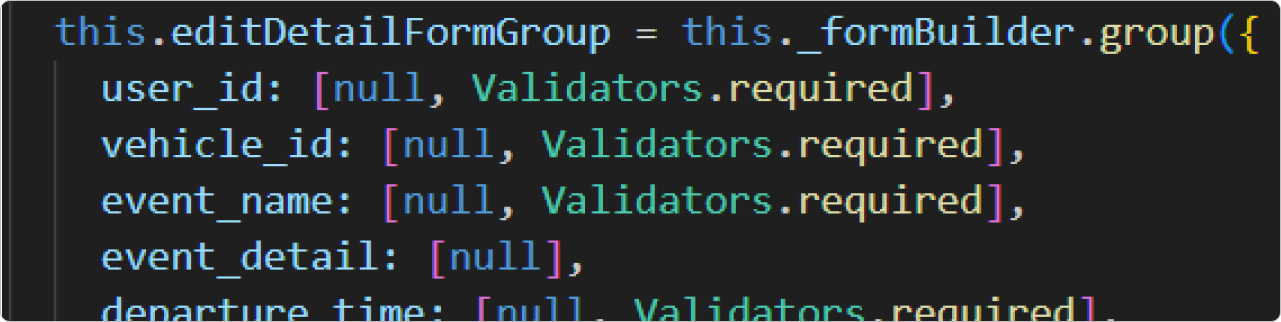 this.editDetailFormGroup = this._formBuilder.group({
user_id: [null, Validators.required],
vehicle_id: [null, Validators.required],
event_name: [null, Validators.required],
event_detail: [null],
departure_time: [null, Validators.required],